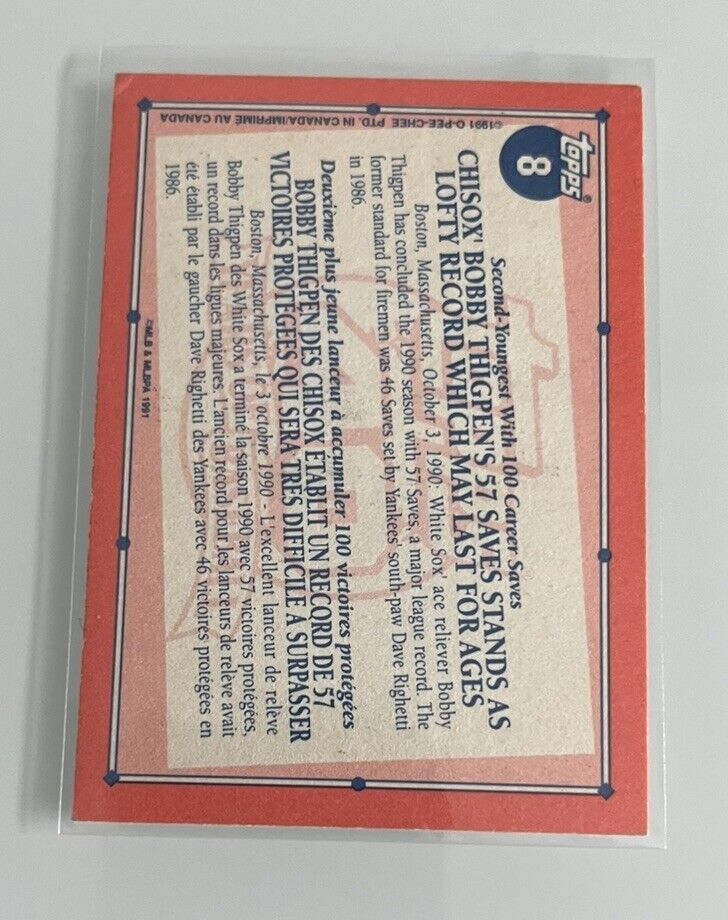 topps®
8
Second-Youngest With 100 Career Saves
CHISOX' BOBBY THIGPEN'S 57 SAVES STANDS AS
LOFTY RECORD WHICH MAY LAST FOR AGES
Boston, Massachusetts, October 3, 1990- White Sox' ace reliever Bobby
Thigpen has concluded the 1990 season with 57 Saves, a major league record. The
former standard for firemen was 46 Saves set by Yankees' south-paw Dave Righetti
in 1986.
Deuxième plus jeune lanceur à accumuler 100 victoires protégées
BOBBY THIGPEN DES CHISOX ÉTABLIT UN RECORD DE 57
VICTOIRES PROTÉGÉES QUI SERA TRÈS DIFFICILE À SURPASSER
Boston, Massachusetts, le 3 octobre 1990 - L'excellent lanceur de relève
Bobby Thigpen des White Sox a terminé la saison 1990 avec 57 victoires protégées,
un record dans les ligues majeures. L'ancien record pour les lanceurs de relève avait
été établi par le gaucher Dave Righetti des Yankees avec 46 victoires protégées en
1986.
©MLB & MLBPA 1991
©1991 O-PEE-CHEE PTD. IN CANADA/IMPRIMÉ AU CANADA